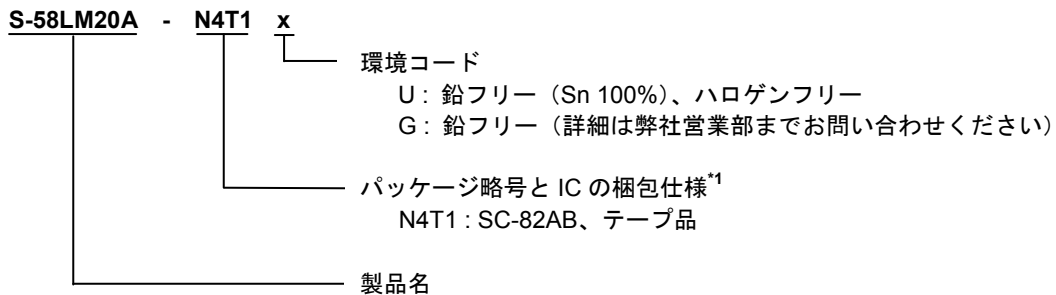 S-58LM20A - N4T1 x
環境コード
U : 鉛フリー（Sn 100%）、ハロゲンフリー
G : 鉛フリー（詳細は弊社営業部までお問い合わせください）
パッケージ略号と IC の梱包仕様*1
N4T1 : SC-82AB、テープ品
製品名